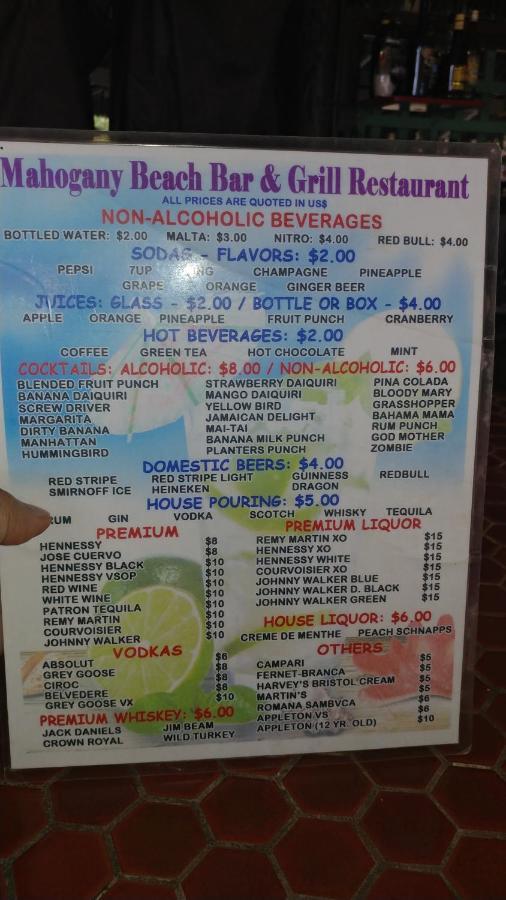 Mahogany Beach Bar & Grill Restaurant
ALL PRICES ARE QUOTED IN US$
NON-ALCOHOLIC BEVERAGES
BOTTLED WATER: $2.00 MALTA: $3.00 NITRO: $4.00 RED BULL: $4.00
SODAS - FLAVORS: $2.00
PEPSI 7UP CHAMPAGNE PINEAPPLE
GRAPE ORANGE GINGER BEER
JUICES: GLASS - $2.00 / BOTTLE OR BOX - $4.00
APPLE ORANGE PINEAPPLE FRUIT PUNCH CRANBERRY
HOT BEVERAGES: $2.00
COFFEE GREEN TEA HOT CHOCOLATE MINT
COCKTAILS: ALCOHOLIC: $8.00 / NON-ALCOHOLIC: $6.00
BLENDED FRUIT PUNCH STRAWBERRY DAIQUIRI PINA COLADA
BANANA DAIQUIRI MANGO DAIQUIRI BLOODY MARY
SCREW DRIVER YELLOW BIRD GRASSHOPPER
MARGARITA JAMAICAN DELIGHT BAHAMA MAMA
DIRTY BANANA MAI-TAI RUM PUNCH
MANHATTAN BANANA MILK PUNCH GOD MOTHER
HUMMINGBIRD PLANTERS PUNCH ZOMBIE
DOMESTIC BEERS: $4.00
RED STRIPE RED STRIPE LIGHT GUINNESS REDBULL
SMIRNOFF ICE HEINEKEN DRAGON
HOUSE POURING: $5.00
RUM GIN VODKA SCOTCH WHISKY TEQUILA
PREMIUM
HENNESSY $8
JOSE CUERVO $8
HENNESSY BLACK $10
HENNESSY VSOP $10
RED WINE $10
WHITE WINE $10
PATRON TEQUILA $10
REMY MARTIN $10
COURVOISIER $10
JOHNNY WALKER $10
VODKAS
ABSOLUT $6
GREY GOOSE $8
CIROC $8
BELVEDERE $8
GREY GOOSE VX $10
PREMIUM WHISKEY: $6.00
JACK DANIELS JIM BEAM
CROWN ROYAL WILD TURKEY
PREMIUM LIQUOR
REMY MARTIN XO $15
HENNESSY XO $15
HENNESSY WHITE $15
COURVOISIER XO $15
JOHNNY WALKER BLUE $15
JOHNNY WALKER D. BLACK $15
JOHNNY WALKER GREEN $15
HOUSE LIQUOR: $6.00
CREME DE MENTHE PEACH SCHNAPPS
OTHERS
CAMPARI $5
FERNET-BRANCA $5
HARVEY'S BRISTOL CREAM $5
MARTIN'S $5
ROMANA SAMBVCA $6
APPLETON VS $6
APPLETON (12 YR. OLD) $10